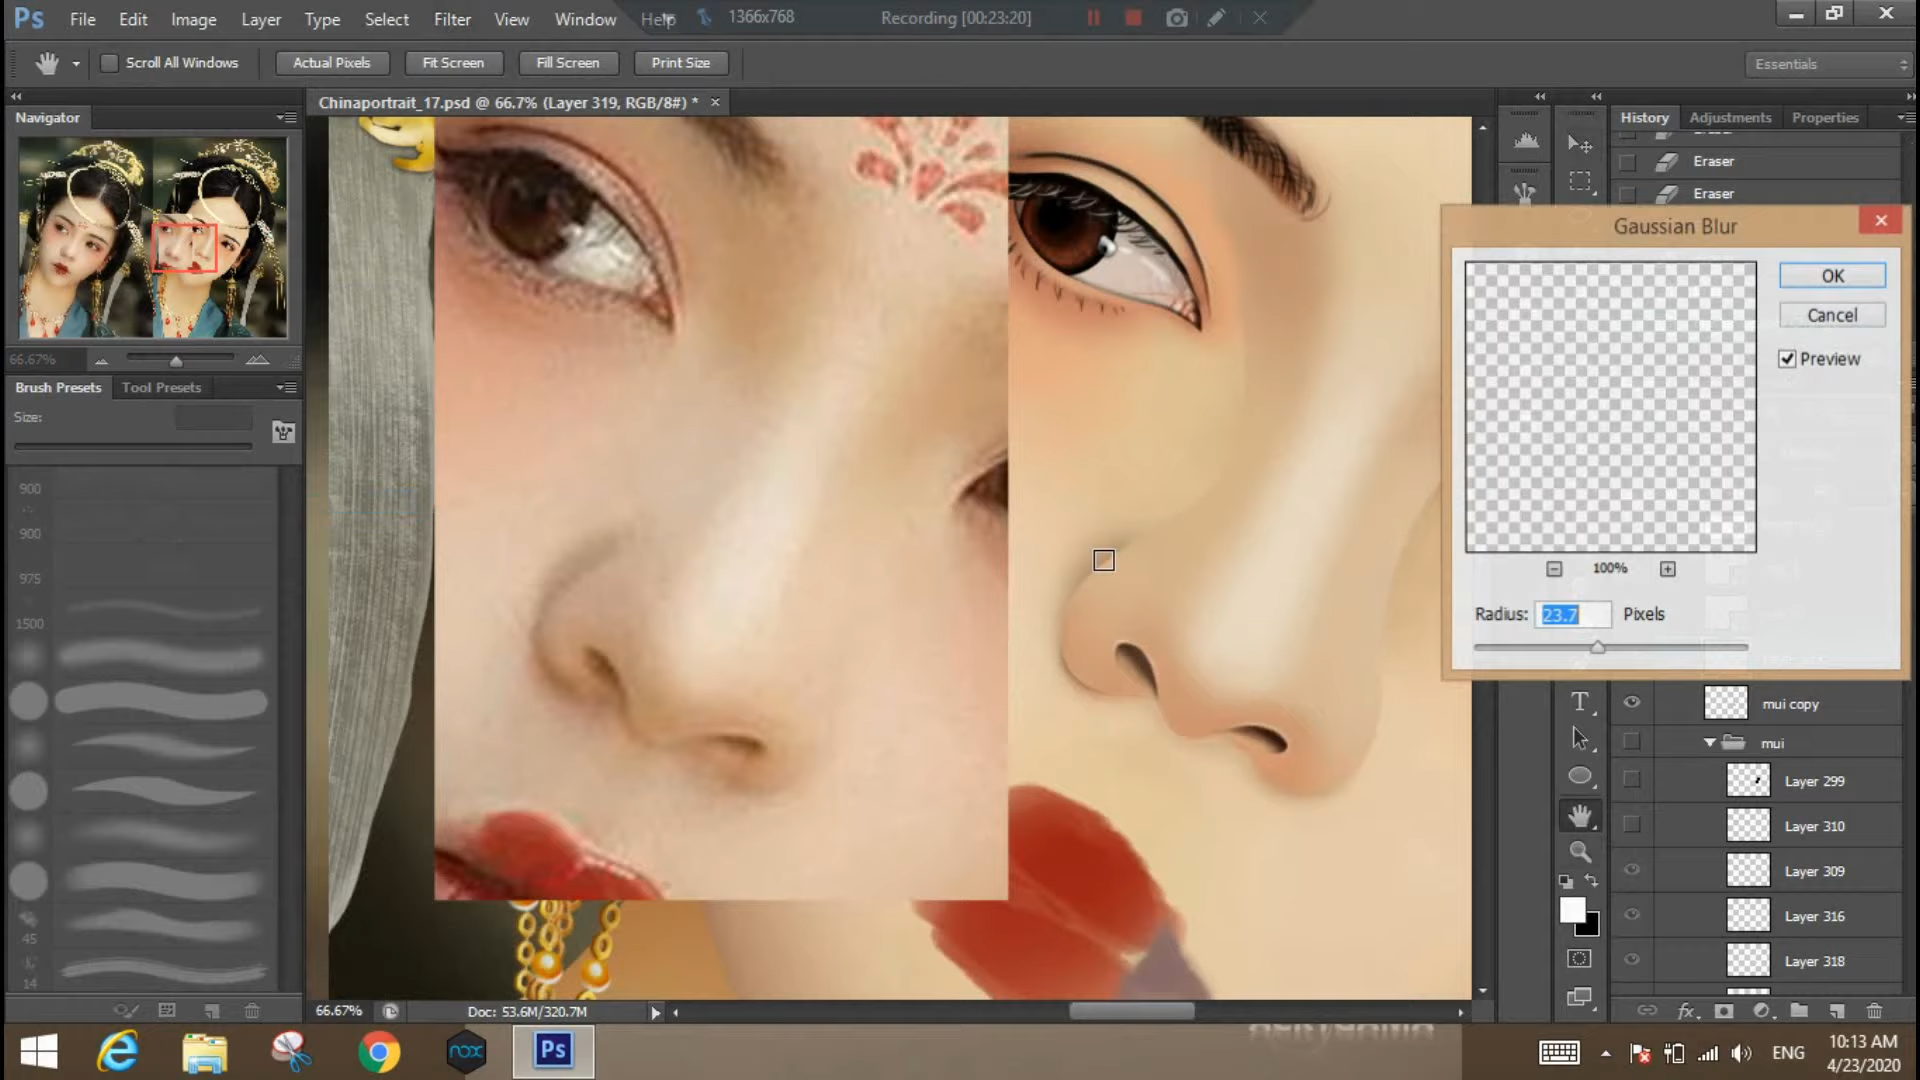 Ps File Edit Image Layer Type Select Filter View Window Help 1366x768 Recording [00:23:20]
Scroll All Windows Actual Pixels Fit Screen Fill Screen Print Size Essentials
Navigator
Chinaportrait_17.psd @ 66.7% (Layer 319, RGB/8#) * ×
History Adjustments Properties
Eraser
Eraser
Eraser
Gaussian Blur
OK
Cancel
Preview
66.67%
Brush Presets Tool Presets
Size:
900
900
975
1500
45
14
100%
Radius: 23.7 Pixels
mui copy
mui
Layer 299
Layer 310
Layer 309
Layer 316
Layer 318
66.67% Doc: 53.6M/320.7M
nox Ps
ENG
10:13 AM
4/23/2020